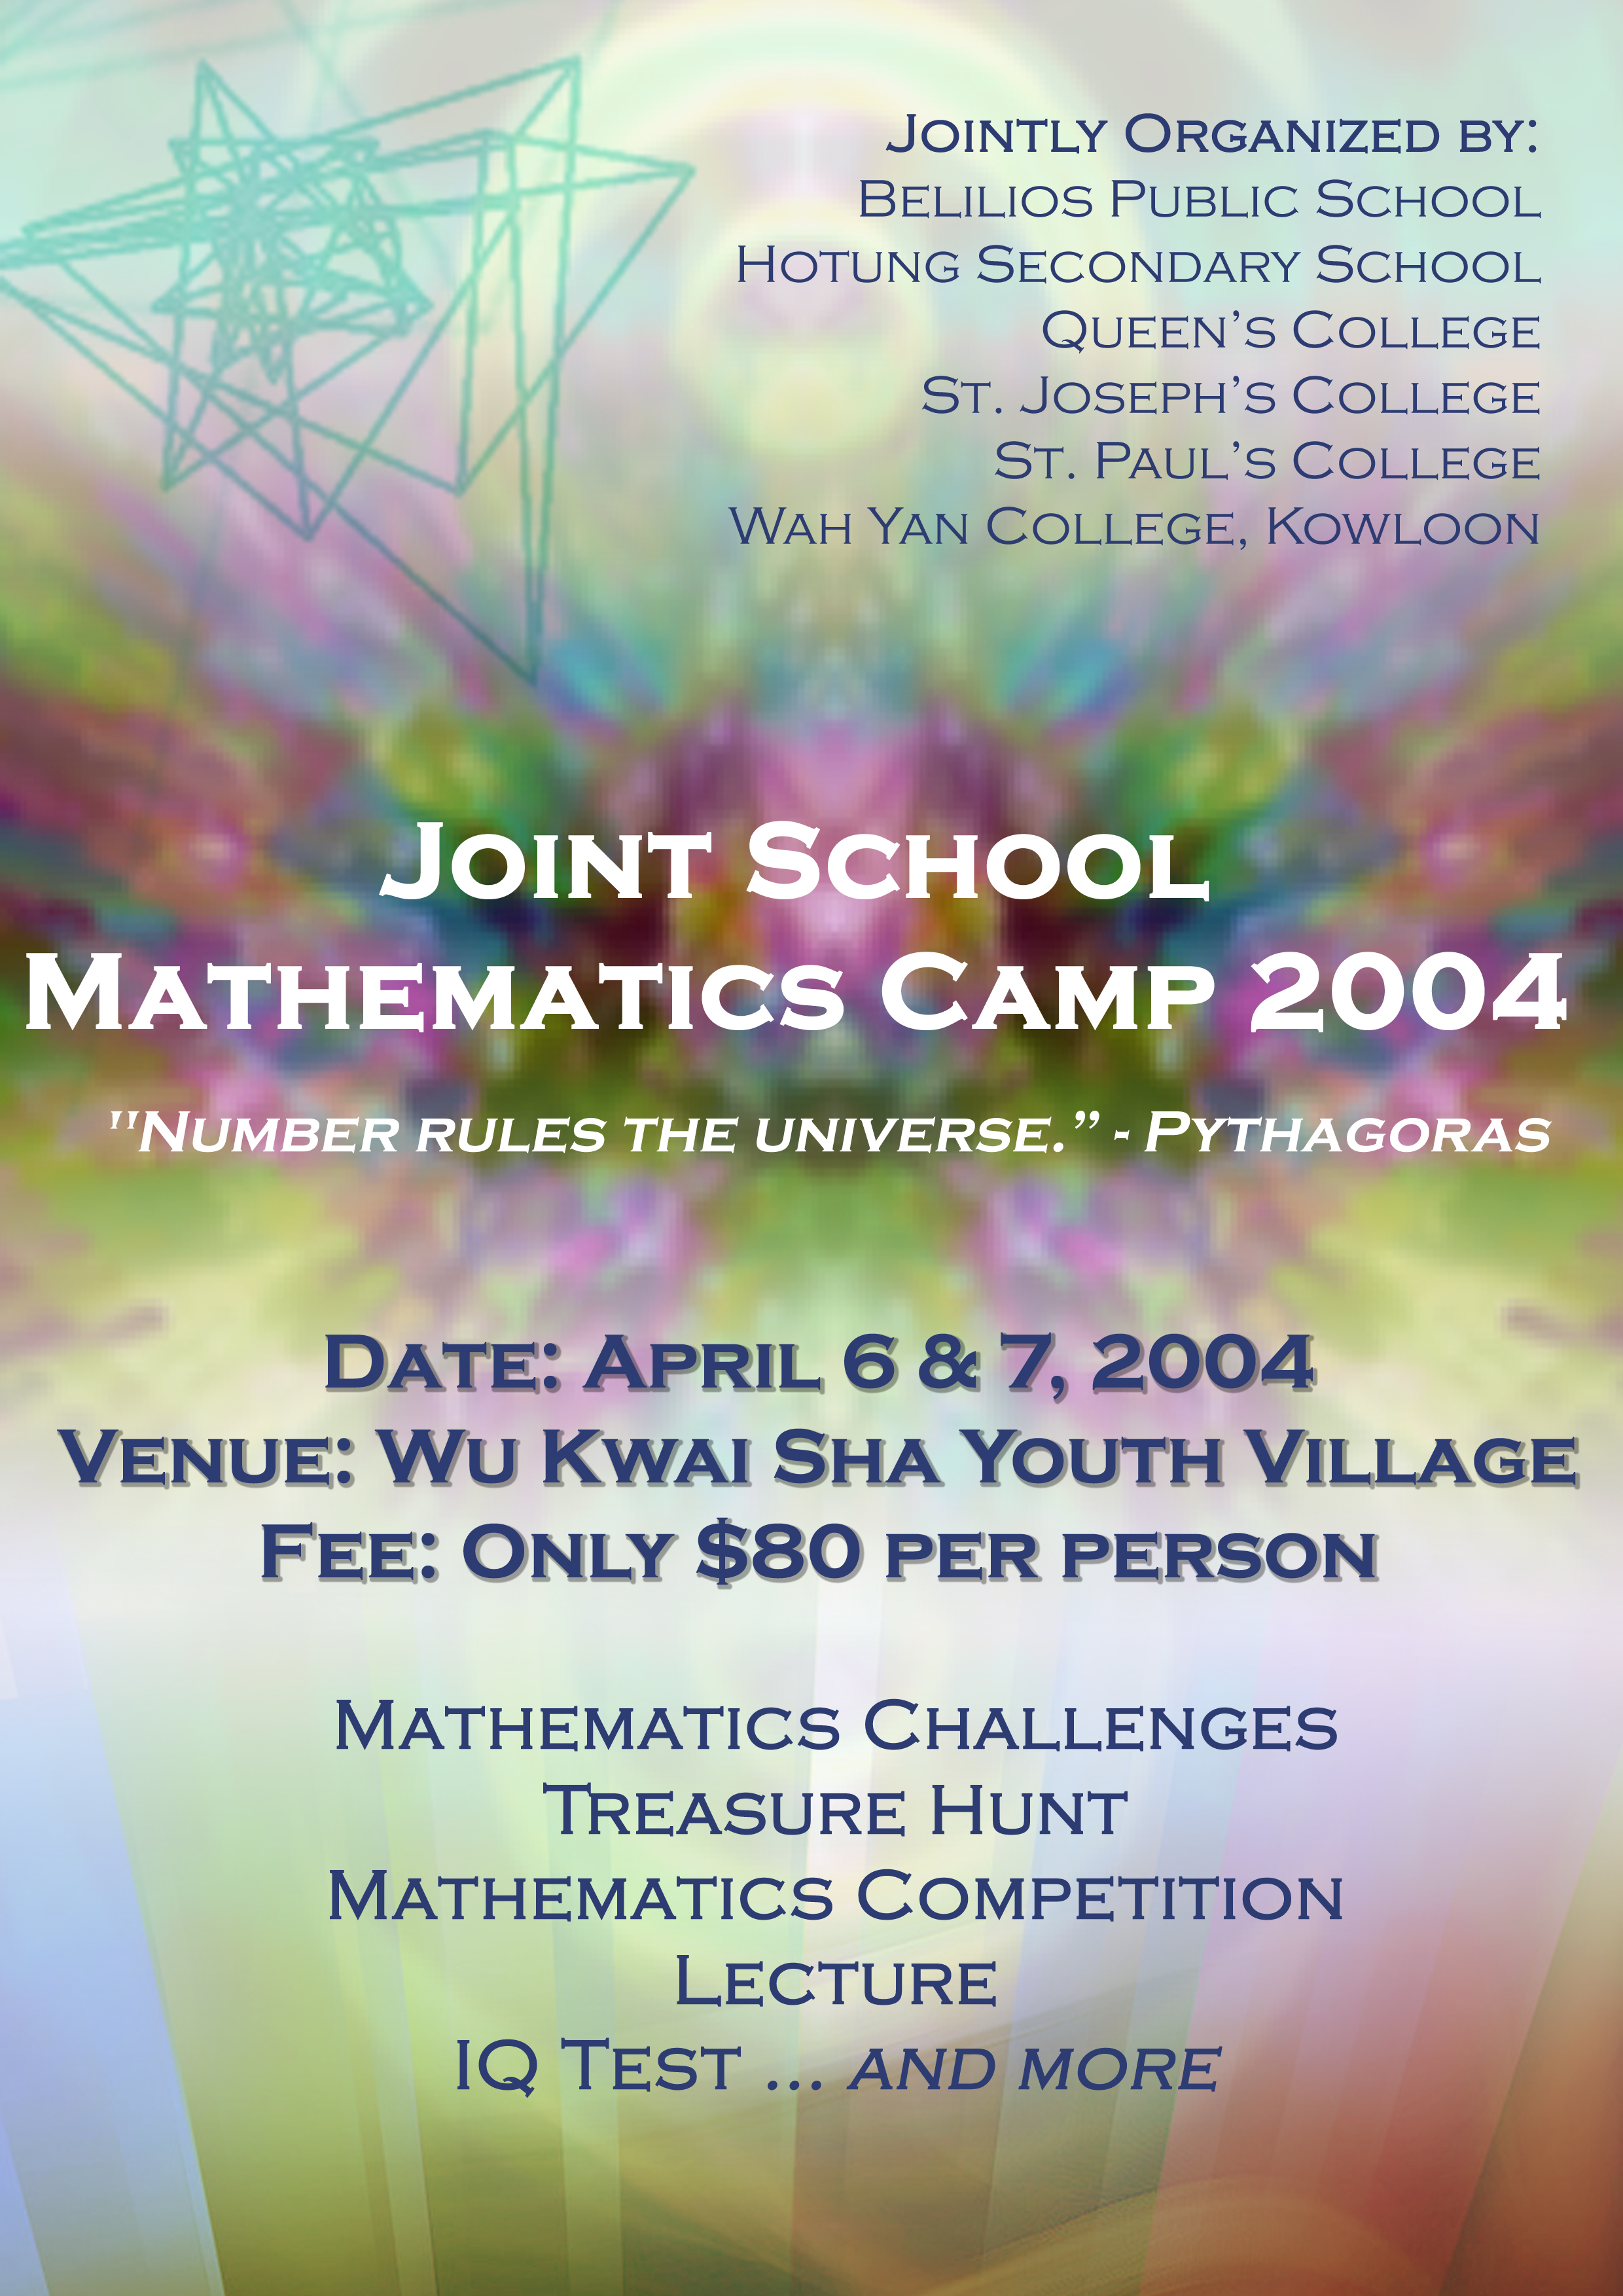 Jointly Organized by:
Belilios Public School
Hotung Secondary School
Queen’s College
St. Joseph’s College
St. Paul’s College
Wah Yan College, Kowloon
Joint School
Mathematics Camp 2004
"Number rules the universe.” - Pythagoras
Date: April 6 & 7, 2004
Venue: Wu Kwai Sha Youth Village
Fee: Only $80 per person
Mathematics Challenges
Treasure Hunt
Mathematics Competition
Lecture
IQ Test ... and more